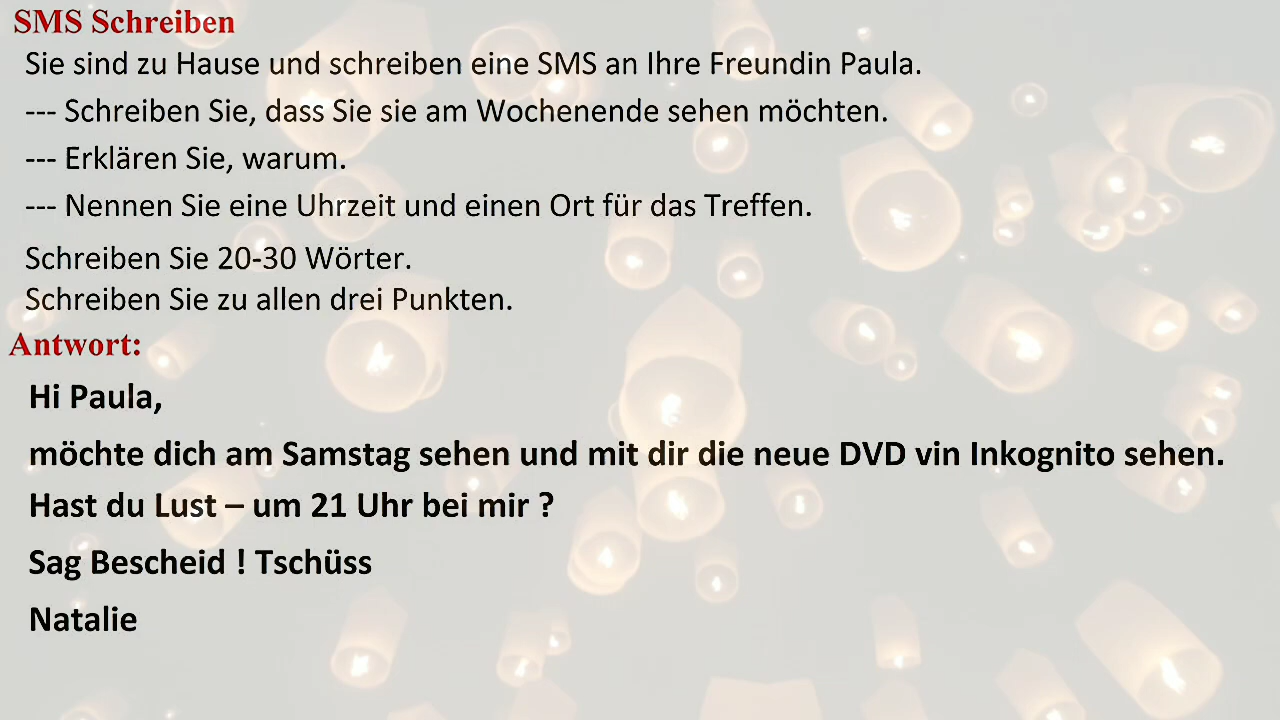 SMS Schreiben
Sie sind zu Hause und schreiben eine SMS an Ihre Freundin Paula.
--- Schreiben Sie, dass Sie sie am Wochenende sehen möchten.
--- Erklären Sie, warum.
--- Nennen Sie eine Uhrzeit und einen Ort für das Treffen.
Schreiben Sie 20-30 Wörter.
Schreiben Sie zu allen drei Punkten.
Antwort:
Hi Paula,
möchte dich am Samstag sehen und mit dir die neue DVD vin Inkognito sehen.
Hast du Lust – um 21 Uhr bei mir ?
Sag Bescheid ! Tschüss
Natalie